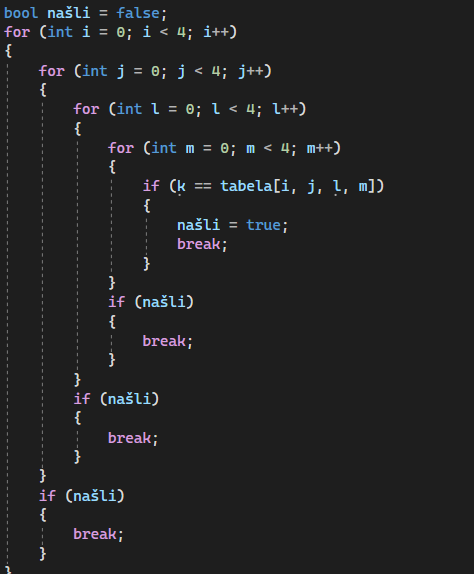 bool našli = false;
for (int i = 0; i < 4; i++)
{
for (int j = 0; j < 4; j++)
{
for (int l = 0; l < 4; l++)
{
for (int m = 0; m < 4; m++)
{
if (k == tabela[i, j, l, m])
{
našli = true;
break;
}
}
if (našli)
{
break;
}
}
if (našli)
{
break;
}
}
if (našli)
{
break;
}
}